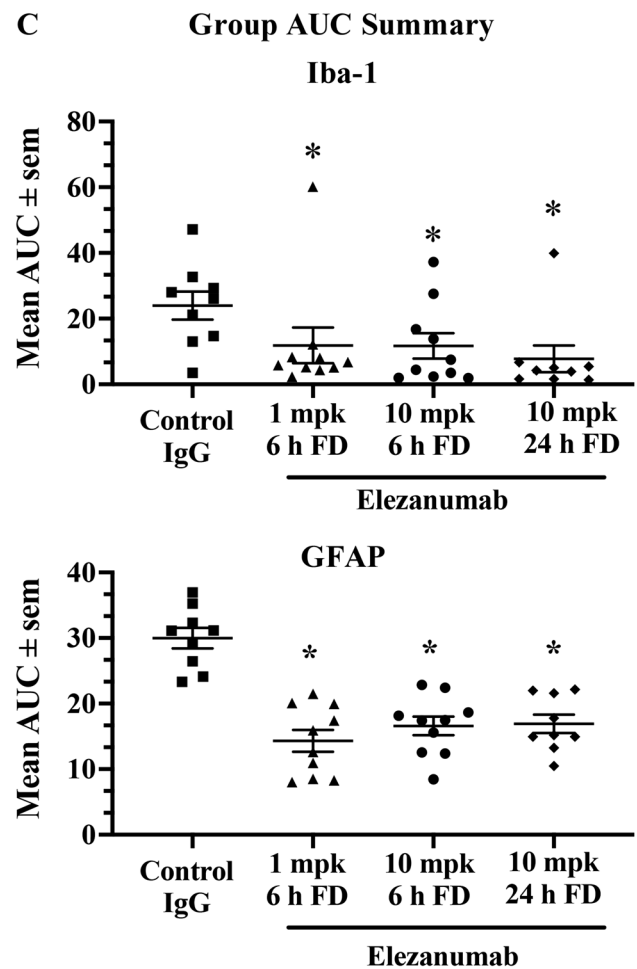 C
Group AUC Summary
Iba-1
Mean AUC ± sem
80
60
40
20
0
*
*
*
Control
IgG
1 mpk
6 h FD
10 mpk
6 h FD
10 mpk
24 h FD
Elezanumab
GFAP
Mean AUC ± sem
40
30
20
10
0
*
*
*
Control
IgG
1 mpk
6 h FD
10 mpk
6 h FD
10 mpk
24 h FD
Elezanumab